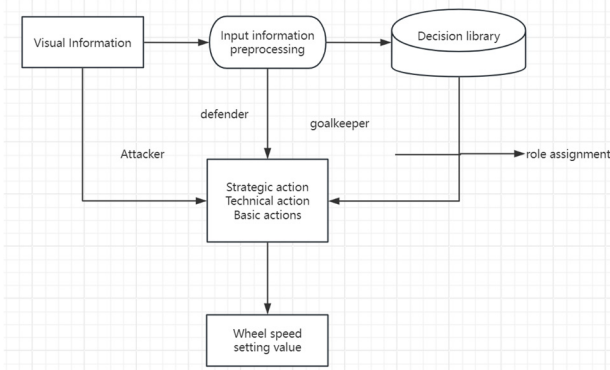 Visual Information
Input information
preprocessing
Decision library
defender
goalkeeper
Attacker
role assignment
Strategic action
Technical action
Basic actions
Wheel speed
setting value